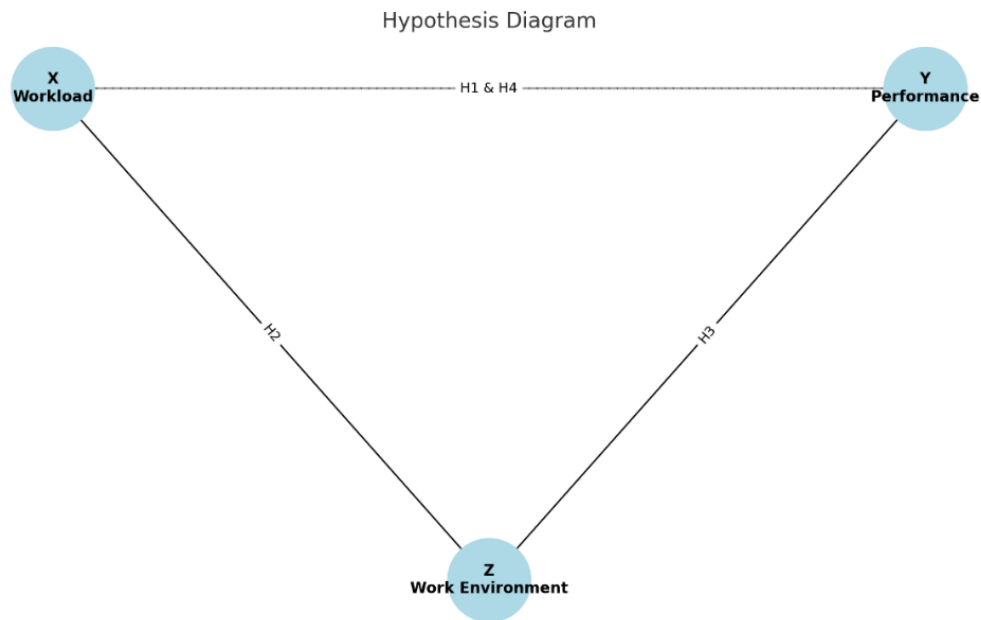 Hypothesis Diagram
X
Workload
H1 & H4
Y
Performance
H2
H3
Z
Work Environment